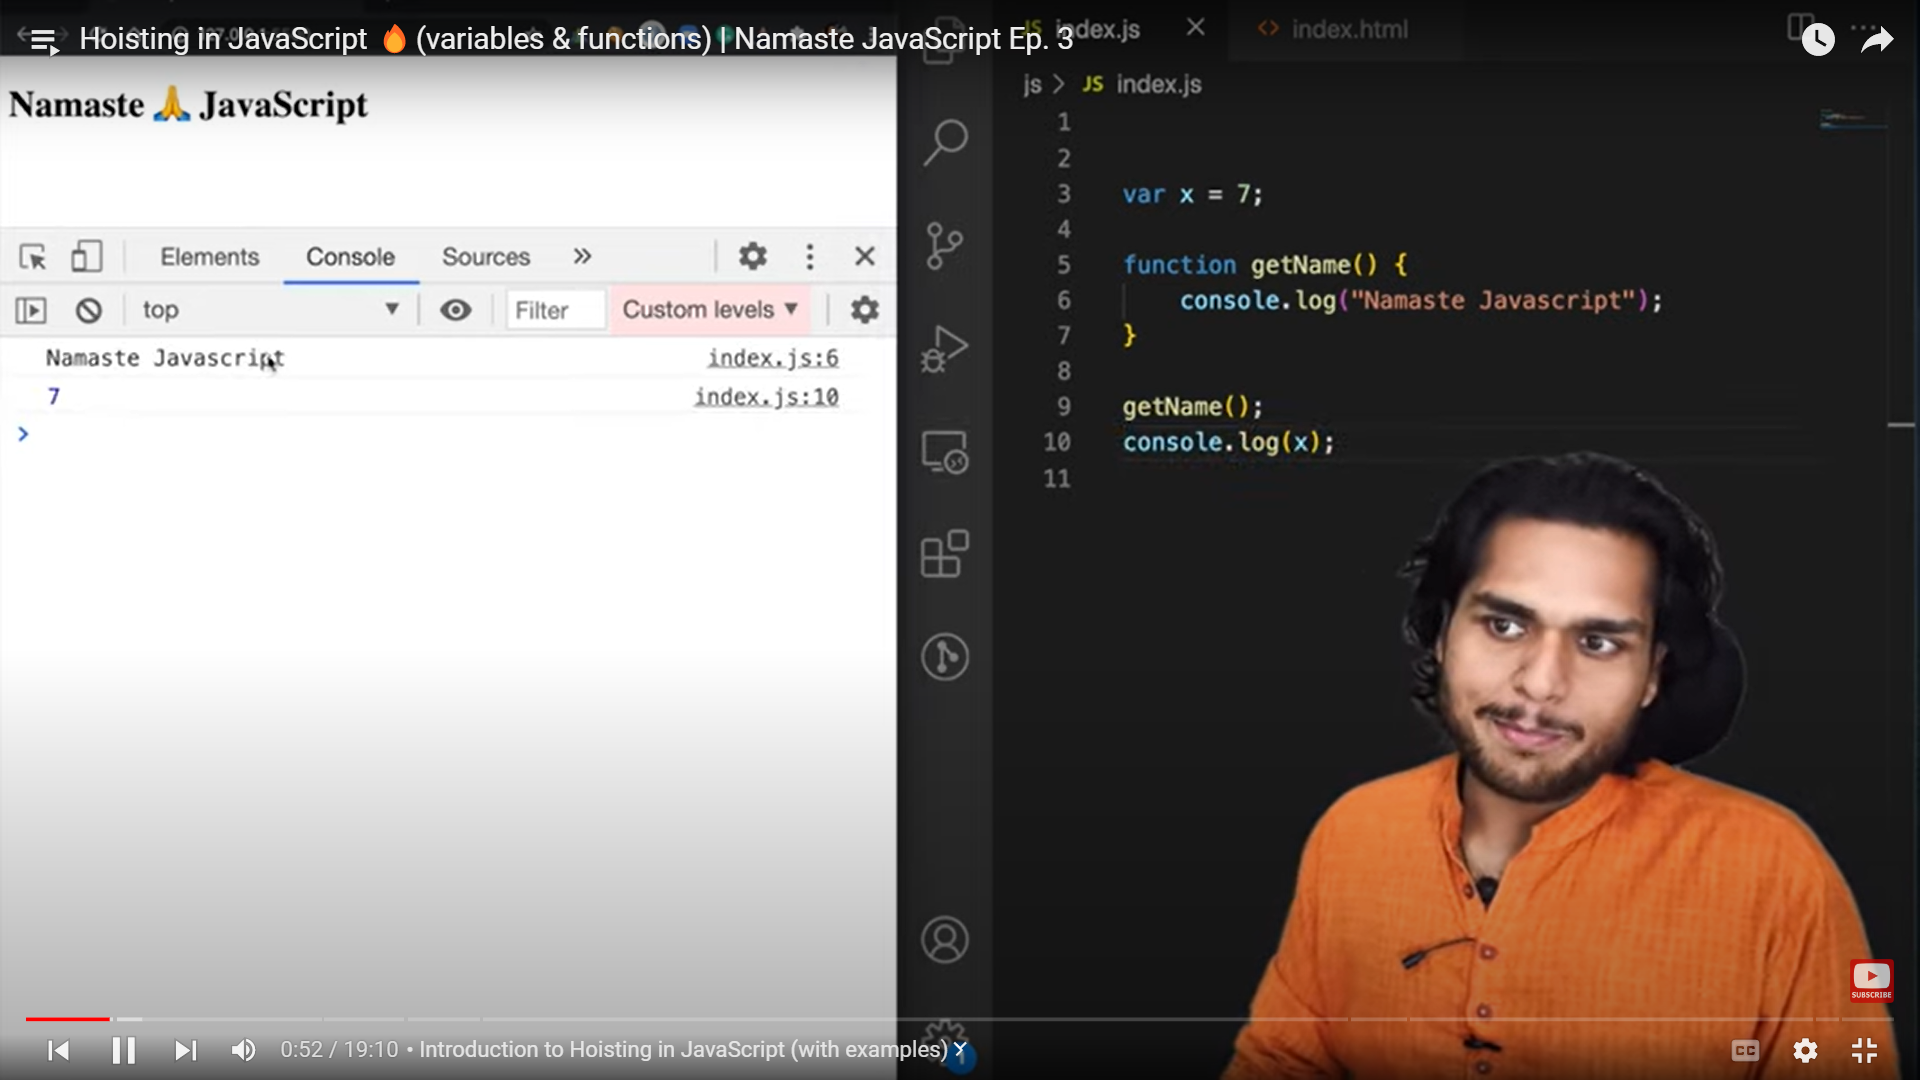 Hoisting in JavaScript 🔥 (variables & functions) | Namaste JavaScript Ep. 3
Namaste 🙏 JavaScript
Elements Console Sources »
top Filter Custom levels ▼
Namaste Javascript index.js:6
7 index.js:10
>
JS index.js × <> index.html
js > JS index.js
1
2
3 var x = 7;
4
5 function getName() {
6 console.log("Namaste Javascript");
7 }
8
9 getName();
10 console.log(x);
11
SUBSCRIBE
0:52 / 19:10 • Introduction to Hoisting in JavaScript (with examples)
CC